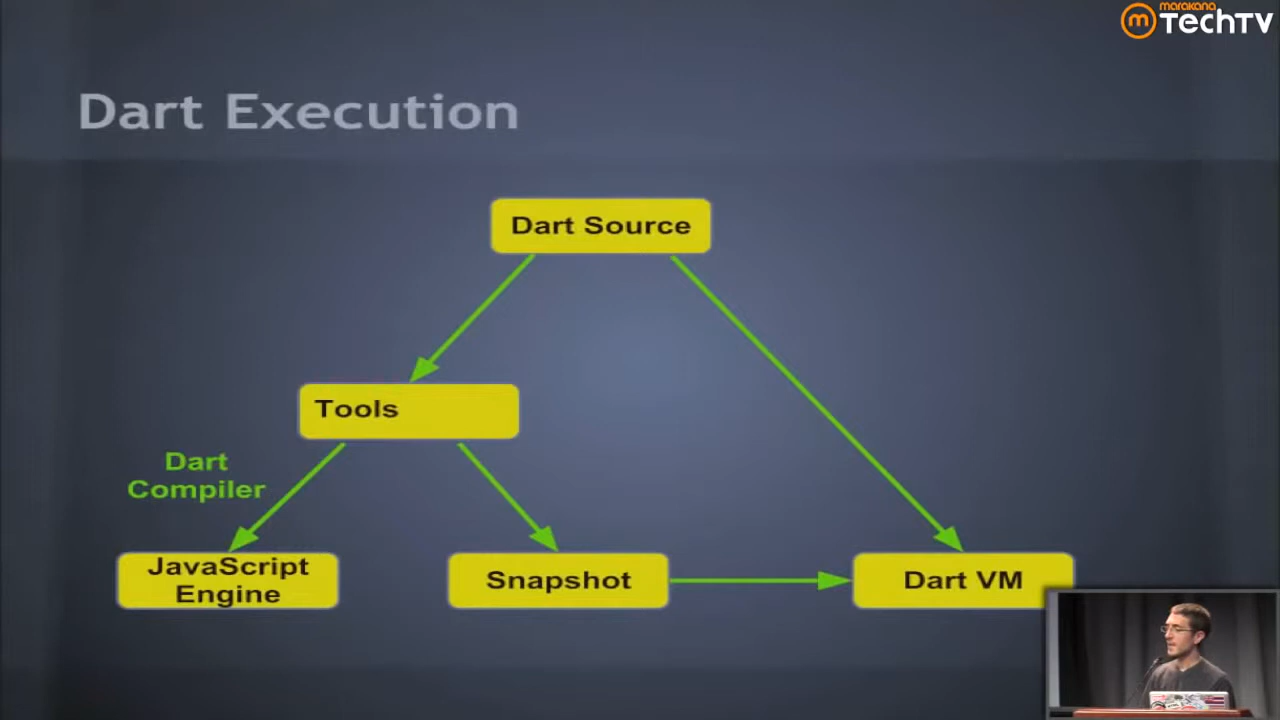 marakana
m TechTV
Dart Execution
Dart Source
Tools
Dart
Compiler
JavaScript
Engine
Snapshot
Dart VM